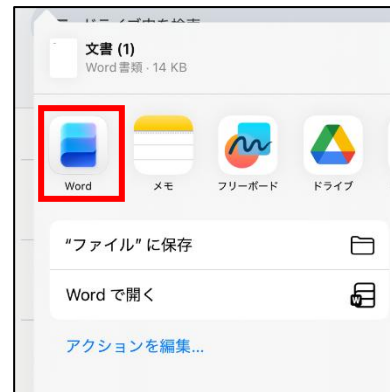 文書 (1)
Word 書類 · 14 KB
Word
メモ
フリーボード
ドライブ
"ファイル" に保存
Word で開く
アクションを編集...